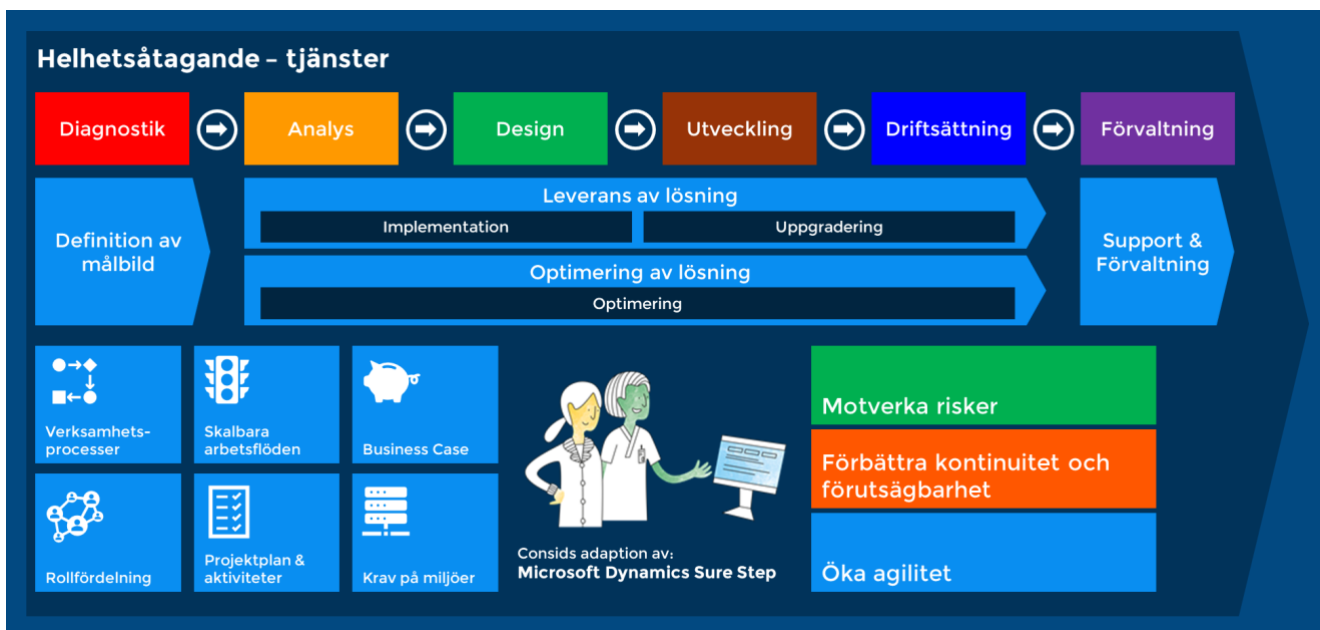 Helhetsåtagande – tjänster
Diagnostik
Analys
Design
Utveckling
Driftsättning
Förvaltning
Definition av
målbild
Leverans av lösning
Implementation
Uppgradering
Optimering av lösning
Optimering
Support &
Förvaltning
Verksamhets-
processer
Skalbara
arbetsflöden
Business Case
Rollfördelning
Projektplan &
aktiviteter
Krav på miljöer
Consids adaption av:
Microsoft Dynamics Sure Step
Motverka risker
Förbättra kontinuitet och
förutsägbarhet
Öka agilitet